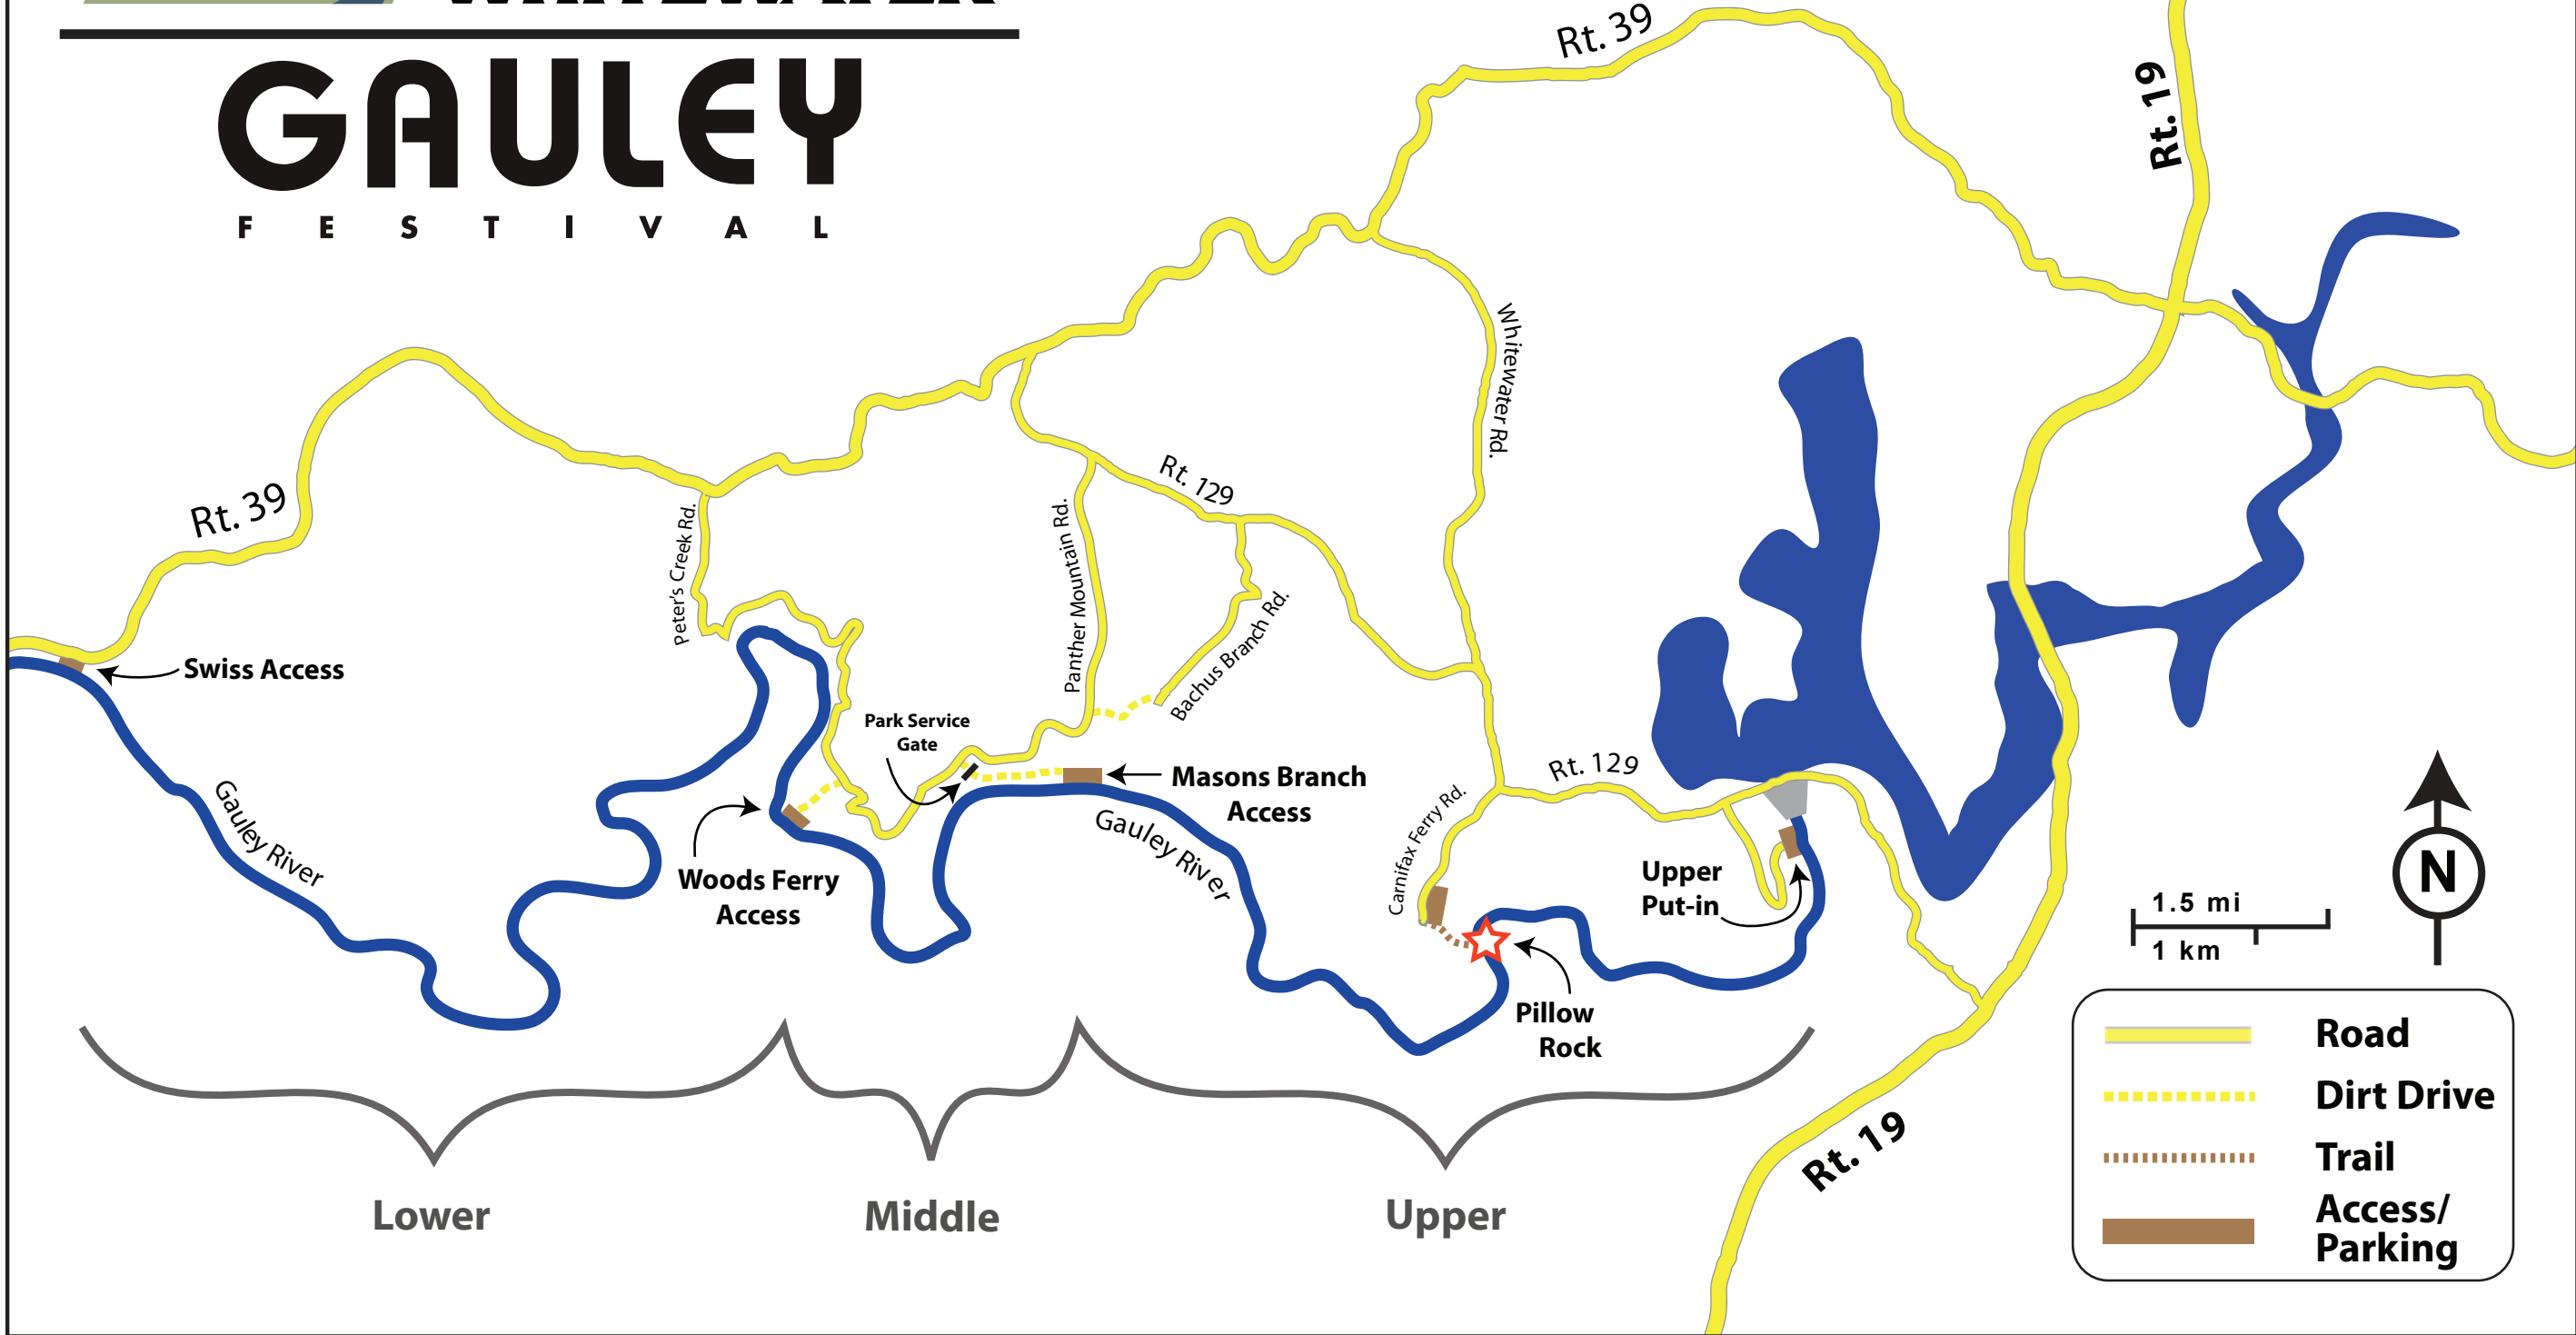 GAULEY
FESTIVAL
Rt. 39
Rt. 19
Whitewater Rd.
Rt. 39
Rt. 129
Peter's Creek Rd.
Panther Mountain Rd.
Bachus Branch Rd.
Swiss Access
Park Service
Gate
Masons Branch
Access
Rt. 129
Gauley River
Gauley River
Carnifax Ferry Rd.
Woods Ferry
Access
Upper
Put-in
Pillow
Rock
N
1.5 mi
1 km
Road
Dirt Drive
Trail
Access/
Parking
Rt. 19
Lower
Middle
Upper